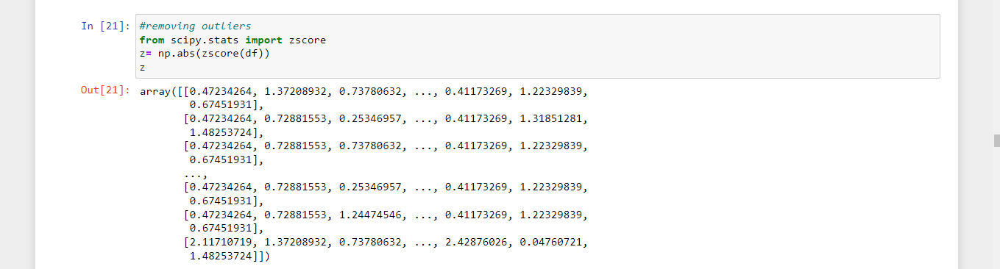 In [21]: #removing outliers
from scipy.stats import zscore
z= np.abs(zscore(df))
z
Out[21]: array([[0.47234264, 1.37208932, 0.73780632, ..., 0.41173269, 1.22329839,
0.67451931],
[0.47234264, 0.72881553, 0.25346957, ..., 0.41173269, 1.31851281,
1.48253724],
[0.47234264, 0.72881553, 0.73780632, ..., 0.41173269, 1.22329839,
0.67451931],
...,
[0.47234264, 0.72881553, 0.25346957, ..., 0.41173269, 1.22329839,
0.67451931],
[0.47234264, 0.72881553, 1.24474546, ..., 0.41173269, 1.22329839,
0.67451931],
[2.11710719, 1.37208932, 0.73780632, ..., 2.42876026, 0.04760721,
1.48253724]])